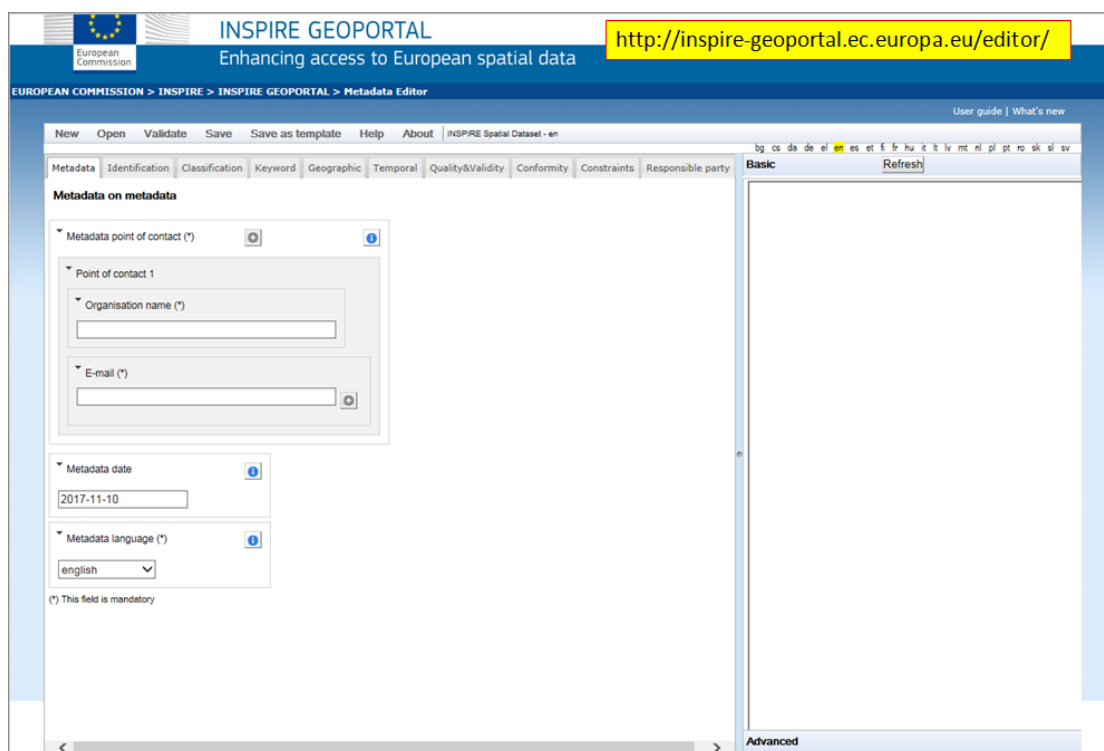 INSPIRE GEOPORTAL
http://inspire-geoportal.ec.europa.eu/editor/
European
Commission
Enhancing access to European spatial data
EUROPEAN COMMISSION > INSPIRE > INSPIRE GEOPORTAL > Metadata Editor
User guide | What's new
New Open Validate Save Save as template Help About INSPIRE Spatial Dataset - en
bg cs da de el en es et fi fr hu it lt lv mt nl pl pt ro sk sl sv
Metadata Identification Classification Keyword Geographic Temporal Quality&Validity Conformity Constraints Responsible party
Basic Refresh
Metadata on metadata
Metadata point of contact (*)
Point of contact 1
Organisation name (*)
E-mail (*)
Metadata date
2017-11-10
Metadata language (*)
english
(*) This field is mandatory
Advanced